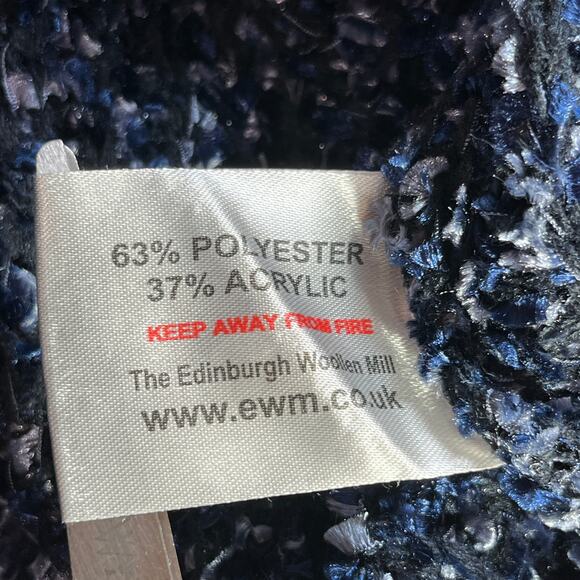 63% POLYESTER
37% ACRYLIC
KEEP AWAY FROM FIRE
The Edinburgh Woollen Mill
www.ewm.co.uk